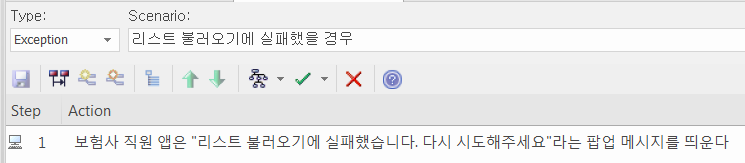 Type: Scenario:
Exception 리스트 불러오기에 실패했을 경우
Step Action
1 보험사 직원 앱은 "리스트 불러오기에 실패했습니다. 다시 시도해주세요"라는 팝업 메시지를 띄운다